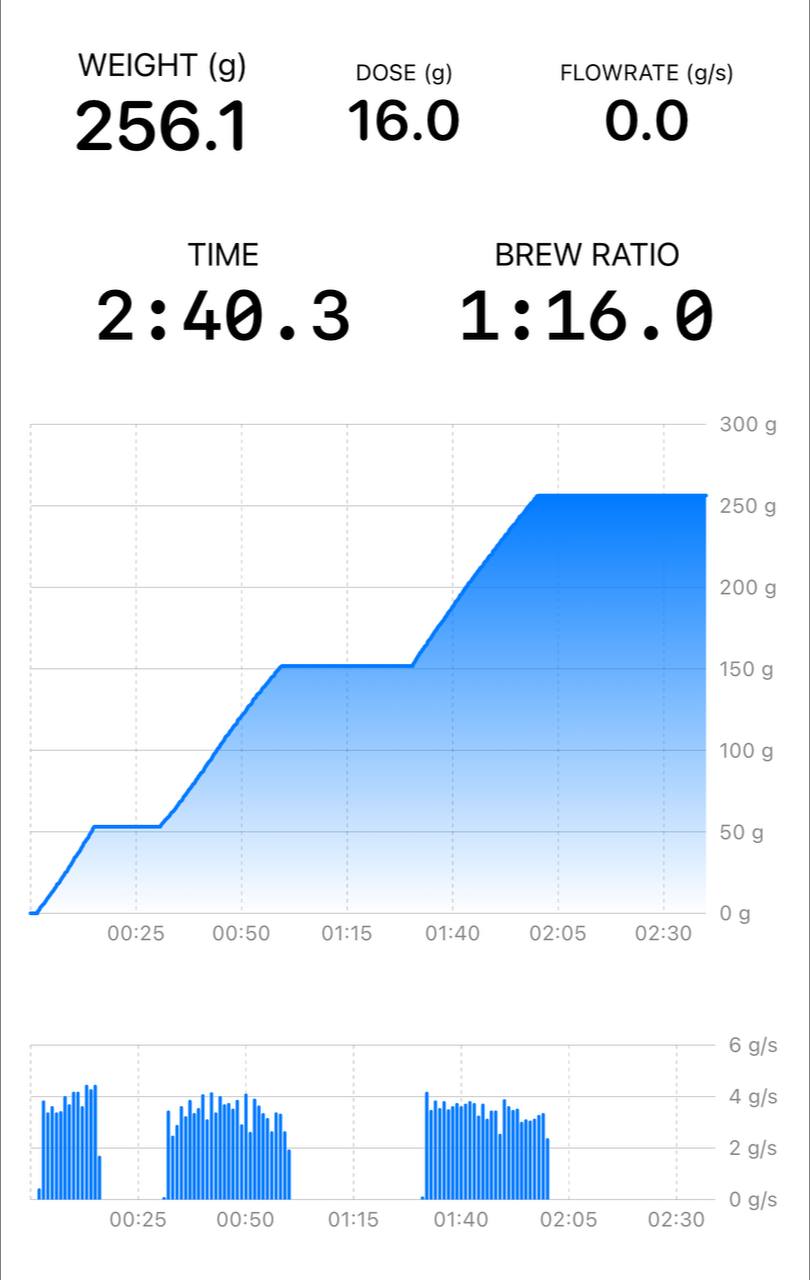 WEIGHT (g) DOSE (g) FLOWRATE (g/s)
256.1 16.0 0.0
TIME BREW RATIO
2:40.3 1:16.0
300 g
250 g
200 g
150 g
100 g
50 g
0 g
00:25 00:50 01:15 01:40 02:05 02:30
6 g/s
4 g/s
2 g/s
0 g/s
00:25 00:50 01:15 01:40 02:05 02:30